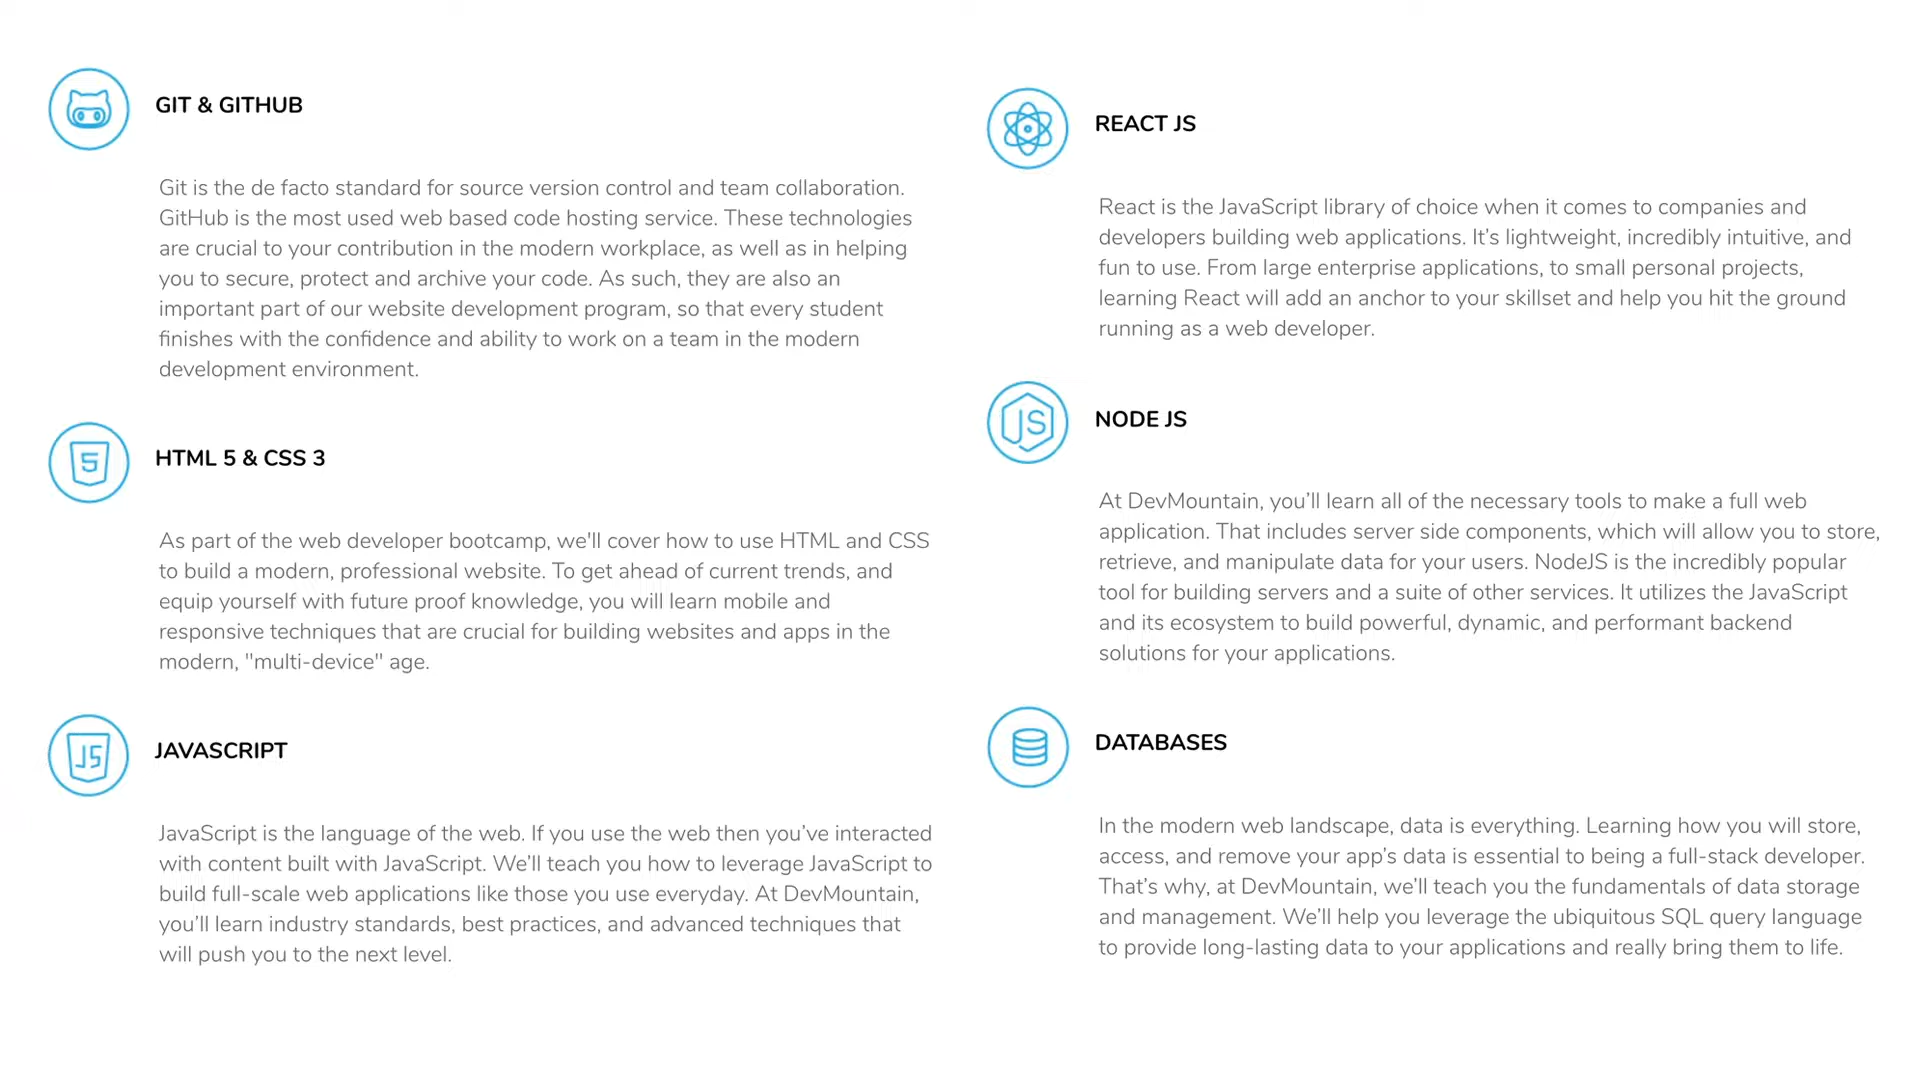 GIT & GITHUB
Git is the de facto standard for source version control and team collaboration.
GitHub is the most used web based code hosting service. These technologies
are crucial to your contribution in the modern workplace, as well as in helping
you to secure, protect and archive your code. As such, they are also an
important part of our website development program, so that every student
finishes with the confidence and ability to work on a team in the modern
development environment.
5
HTML 5 & CSS 3
As part of the web developer bootcamp, we'll cover how to use HTML and CSS
to build a modern, professional website. To get ahead of current trends, and
equip yourself with future proof knowledge, you will learn mobile and
responsive techniques that are crucial for building websites and apps in the
modern, "multi-device" age.
JS
JAVASCRIPT
JavaScript is the language of the web. If you use the web then you’ve interacted
with content built with JavaScript. We’ll teach you how to leverage JavaScript to
build full-scale web applications like those you use everyday. At DevMountain,
you’ll learn industry standards, best practices, and advanced techniques that
will push you to the next level.
REACT JS
React is the JavaScript library of choice when it comes to companies and
developers building web applications. It’s lightweight, incredibly intuitive, and
fun to use. From large enterprise applications, to small personal projects,
learning React will add an anchor to your skillset and help you hit the ground
running as a web developer.
JS
NODE JS
At DevMountain, you’ll learn all of the necessary tools to make a full web
application. That includes server side components, which will allow you to store,
retrieve, and manipulate data for your users. NodeJS is the incredibly popular
tool for building servers and a suite of other services. It utilizes the JavaScript
and its ecosystem to build powerful, dynamic, and performant backend
solutions for your applications.
DATABASES
In the modern web landscape, data is everything. Learning how you will store,
access, and remove your app’s data is essential to being a full-stack developer.
That’s why, at DevMountain, we’ll teach you the fundamentals of data storage
and management. We’ll help you leverage the ubiquitous SQL query language
to provide long-lasting data to your applications and really bring them to life.